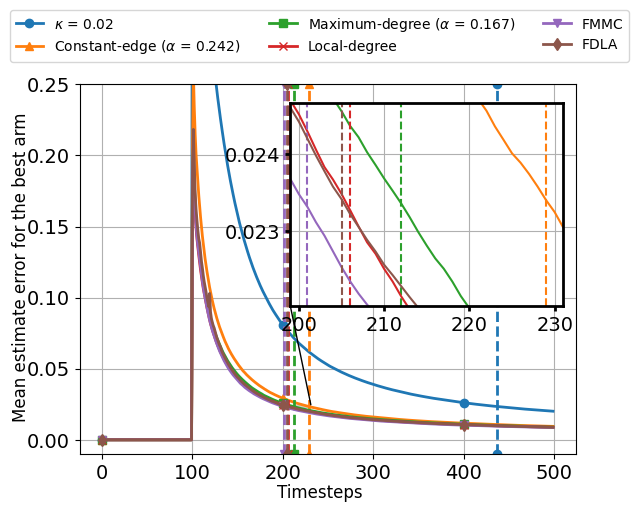 κ = 0.02
Constant-edge (α = 0.242)
Maximum-degree (α = 0.167)
Local-degree
FMMC
FDLA
Mean estimate error for the best arm
0.25
0.20
0.15
0.10
0.05
0.00
0.024
0.023
200 210 220 230
0 100 200 300 400 500
Timesteps